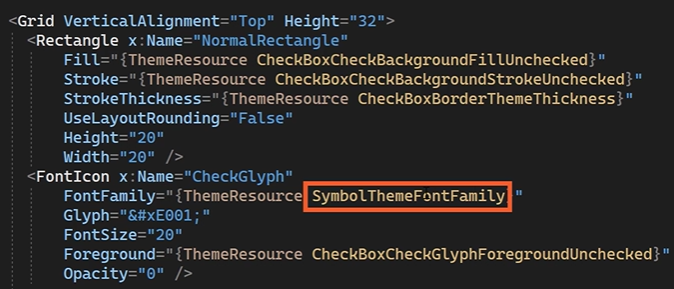 <Grid VerticalAlignment="Top" Height="32">
<Rectangle x:Name="NormalRectangle"
Fill="{ThemeResource CheckBoxCheckBackgroundFillUnchecked}"
Stroke="{ThemeResource CheckBoxCheckBackgroundStrokeUnchecked}"
StrokeThickness="{ThemeResource CheckBoxBorderThemeThickness}"
UseLayoutRounding="False"
Height="20"
Width="20" />
<FontIcon x:Name="CheckGlyph"
FontFamily="{ThemeResource SymbolThemeFontFamily}"
Glyph="&#xE001;"
FontSize="20"
Foreground="{ThemeResource CheckBoxCheckGlyphForegroundUnchecked}"
Opacity="0" />